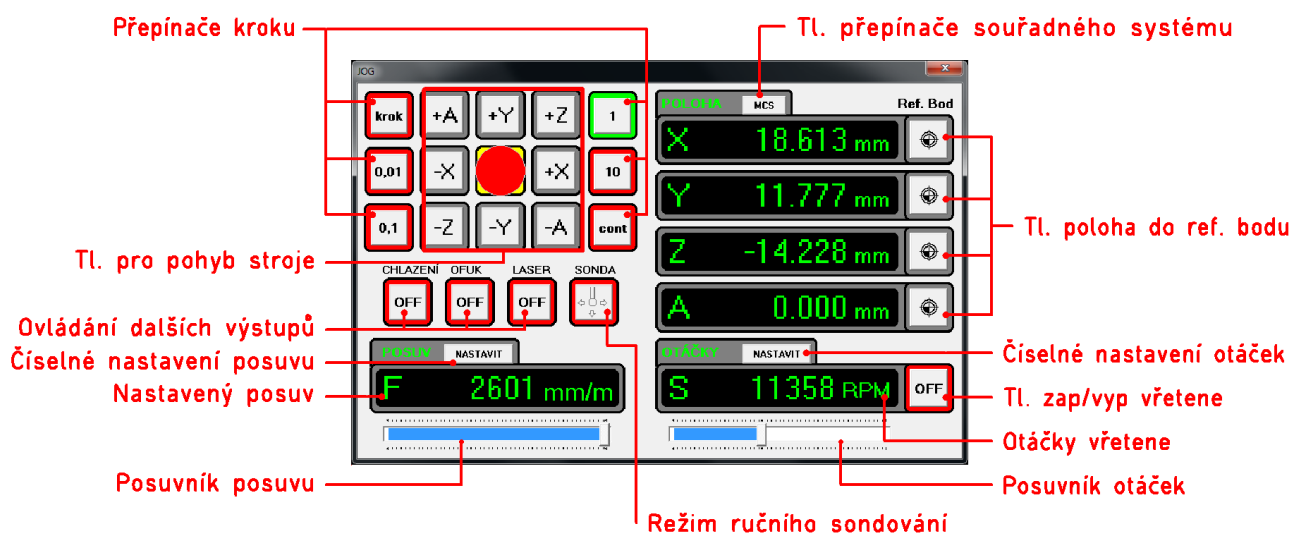 Přepínače kroku
Tl. přepínače souřadného systému
JOG
krok
+A
+Y
+Z
1
0,01
-X
+X
10
0,1
-Z
-Y
-A
cont
Tl. pro pohyb stroje
CHLAZENÍ
OFUK
LASER
SONDA
OFF
OFF
OFF
Ovládání dalších výstupů
Číselné nastavení posuvu
POSUV
NASTAVIT
Nastavený posuv
F 2601 mm/m
Posuvník posuvu
POLOHA
MCS
Ref. Bod
X 18.613 mm
Y 11.777 mm
Z -14.228 mm
A 0.000 mm
Tl. poloha do ref. bodu
OTÁČKY
NASTAVIT
Číselné nastavení otáček
S 11358 RPM
OFF
Tl. zap/vyp vřetene
Otáčky vřetene
Posuvník otáček
Režim ručního sondování